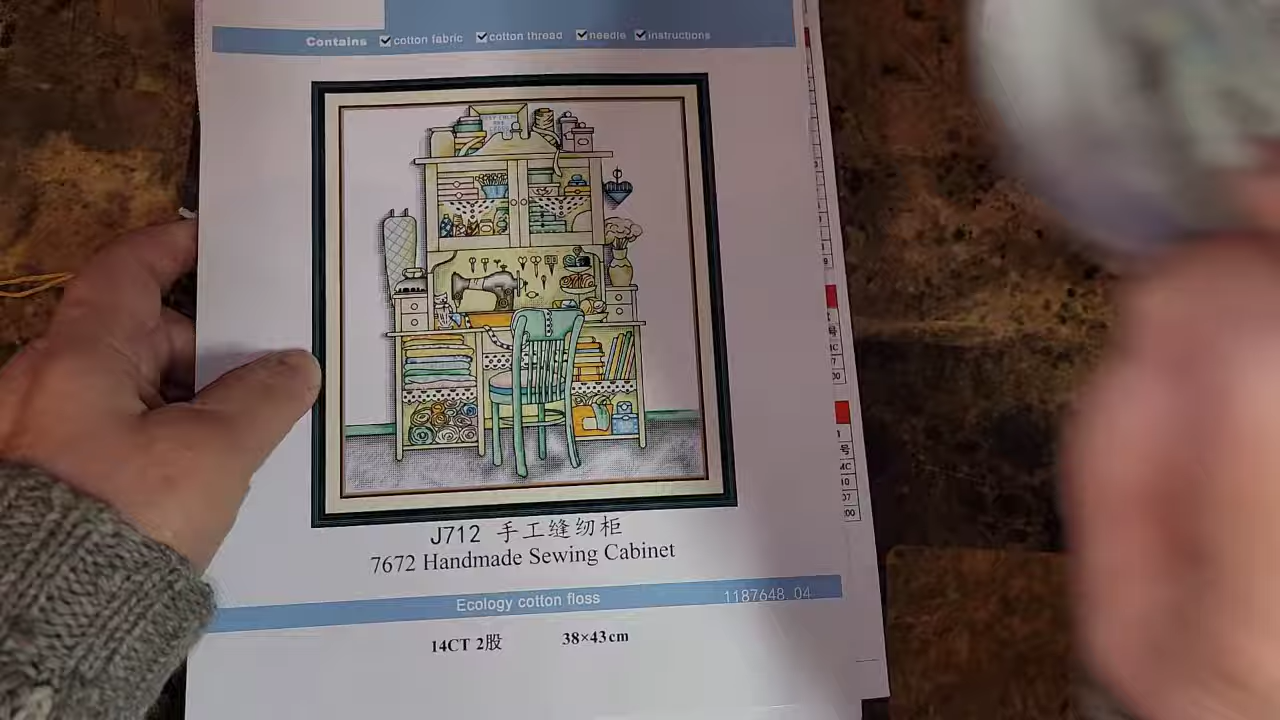 Contains ✓ cotton fabric ✓ cotton thread ✓ needle ✓ instructions
J712 手工缝纫柜
7672 Handmade Sewing Cabinet
Ecology cotton floss 1187648 04
14CT 2股 38×43cm